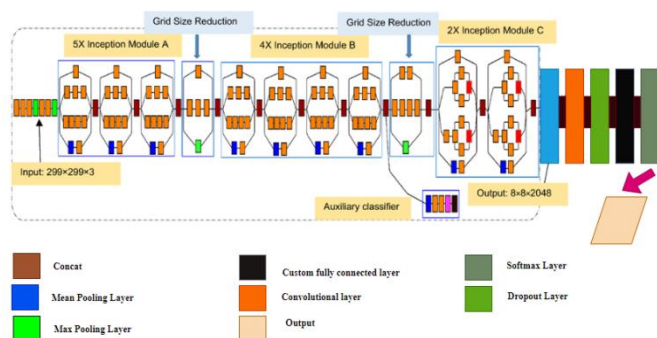 Grid Size Reduction
Grid Size Reduction
5X Inception Module A
4X Inception Module B
2X Inception Module C
Input: 299×299×3
Auxiliary classifier
Output: 8×8×2048
Concat
Custom fully connected layer
Softmax Layer
Mean Pooling Layer
Convolutional layer
Dropout Layer
Max Pooling Layer
Output